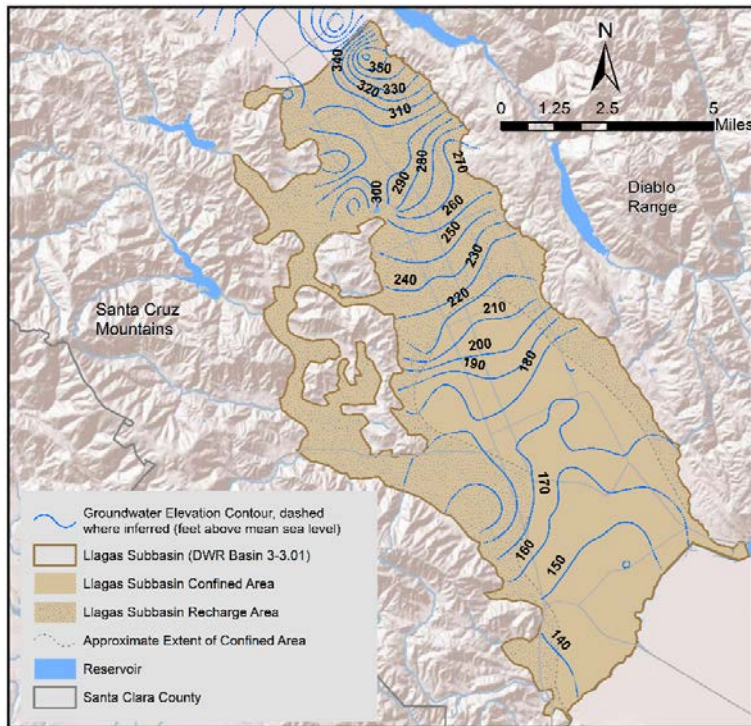 N
0 1.25 2.5 5
Miles
340
350
320 330
310
280
270
290
300
260
250
230
240
220
210
200
190
180
170
160
150
140
Diablo
Range
Santa Cruz
Mountains
Groundwater Elevation Contour, dashed
where inferred (feet above mean sea level)
Llagas Subbasin (DWR Basin 3-3.01)
Llagas Subbasin Confined Area
Llagas Subbasin Recharge Area
Approximate Extent of Confined Area
Reservoir
Santa Clara County